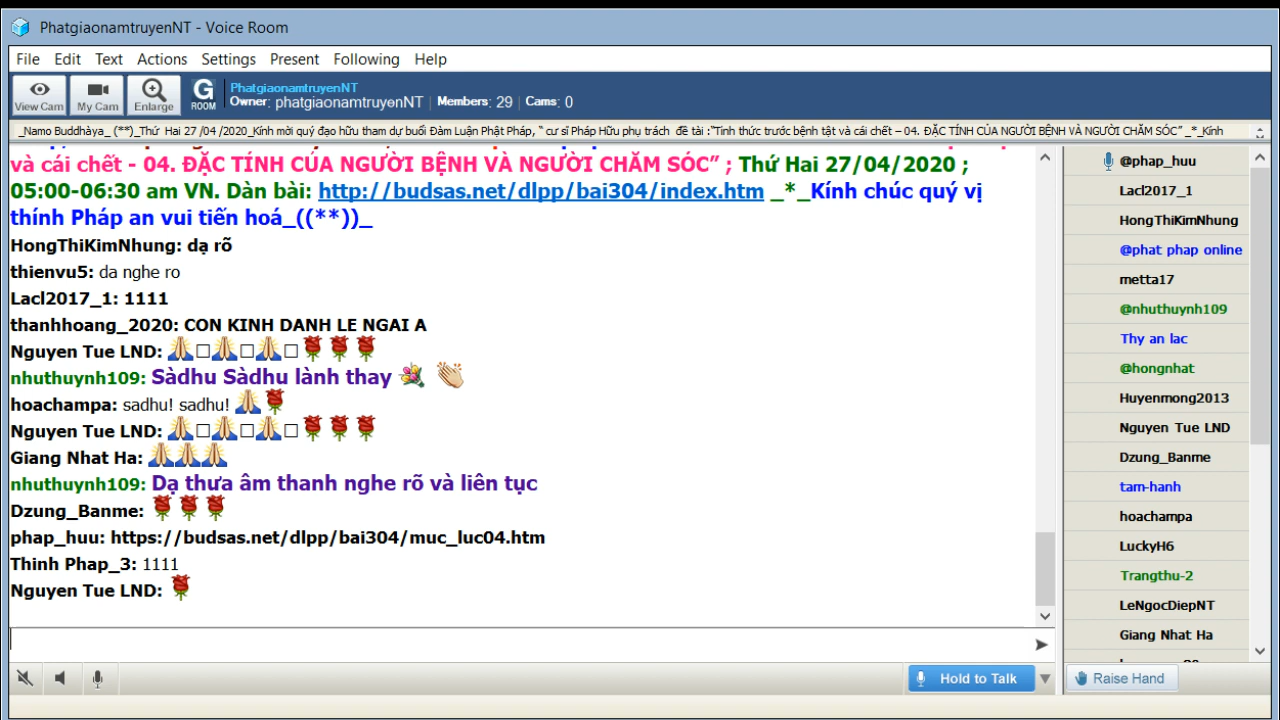 PhatgiaonamtruyenNT - Voice Room
File Edit Text Actions Settings Present Following Help
View Cam My Cam Enlarge G ROOM
PhatgiaonamtruyenNT
Owner: phatgiaonamtruyenNT | Members: 29 | Cams: 0
_Namo Buddhàya_ (**)_Thứ Hai 27 /04 /2020_Kính mời quý đạo hữu tham dự buổi Đàm Luận Phật Pháp, " cư sĩ Pháp Hữu phụ trách đề tài :"Tỉnh thức trước bệnh tật và cái chết – 04. ĐẶC TÍNH CỦA NGƯỜI BỆNH VÀ NGƯỜI CHĂM SÓC" _*_Kính
và cái chết - 04. ĐẶC TÍNH CỦA NGƯỜI BỆNH VÀ NGƯỜI CHĂM SÓC" ; Thứ Hai 27/04/2020 ;
05:00-06:30 am VN. Dàn bài: http://budsas.net/dlpp/bai304/index.htm _*_Kính chúc quý vị
thính Pháp an vui tiến hoá_((**))_
HongThiKimNhung: dạ rõ
thienvu5: da nghe ro
Lacl2017_1: 1111
thanhhoang_2020: CON KINH DANH LE NGAI A
Nguyen Tue LND:
nhuthuynh109: Sàdhu Sàdhu lành thay
hoachampa: sadhu! sadhu!
Nguyen Tue LND:
Giang Nhat Ha:
nhuthuynh109: Dạ thưa âm thanh nghe rõ và liên tục
Dzung_Banme:
phap_huu: https://budsas.net/dlpp/bai304/muc_luc04.htm
Thinh Phap_3: 1111
Nguyen Tue LND:
Hold to Talk
@phap_huu
Lacl2017_1
HongThiKimNhung
@phat phap online
metta17
@nhuthuynh109
Thy an lac
@hongnhat
Huyenmong2013
Nguyen Tue LND
Dzung_Banme
tam-hanh
hoachampa
LuckyH6
Trangthu-2
LeNgocDiepNT
Giang Nhat Ha
Raise Hand